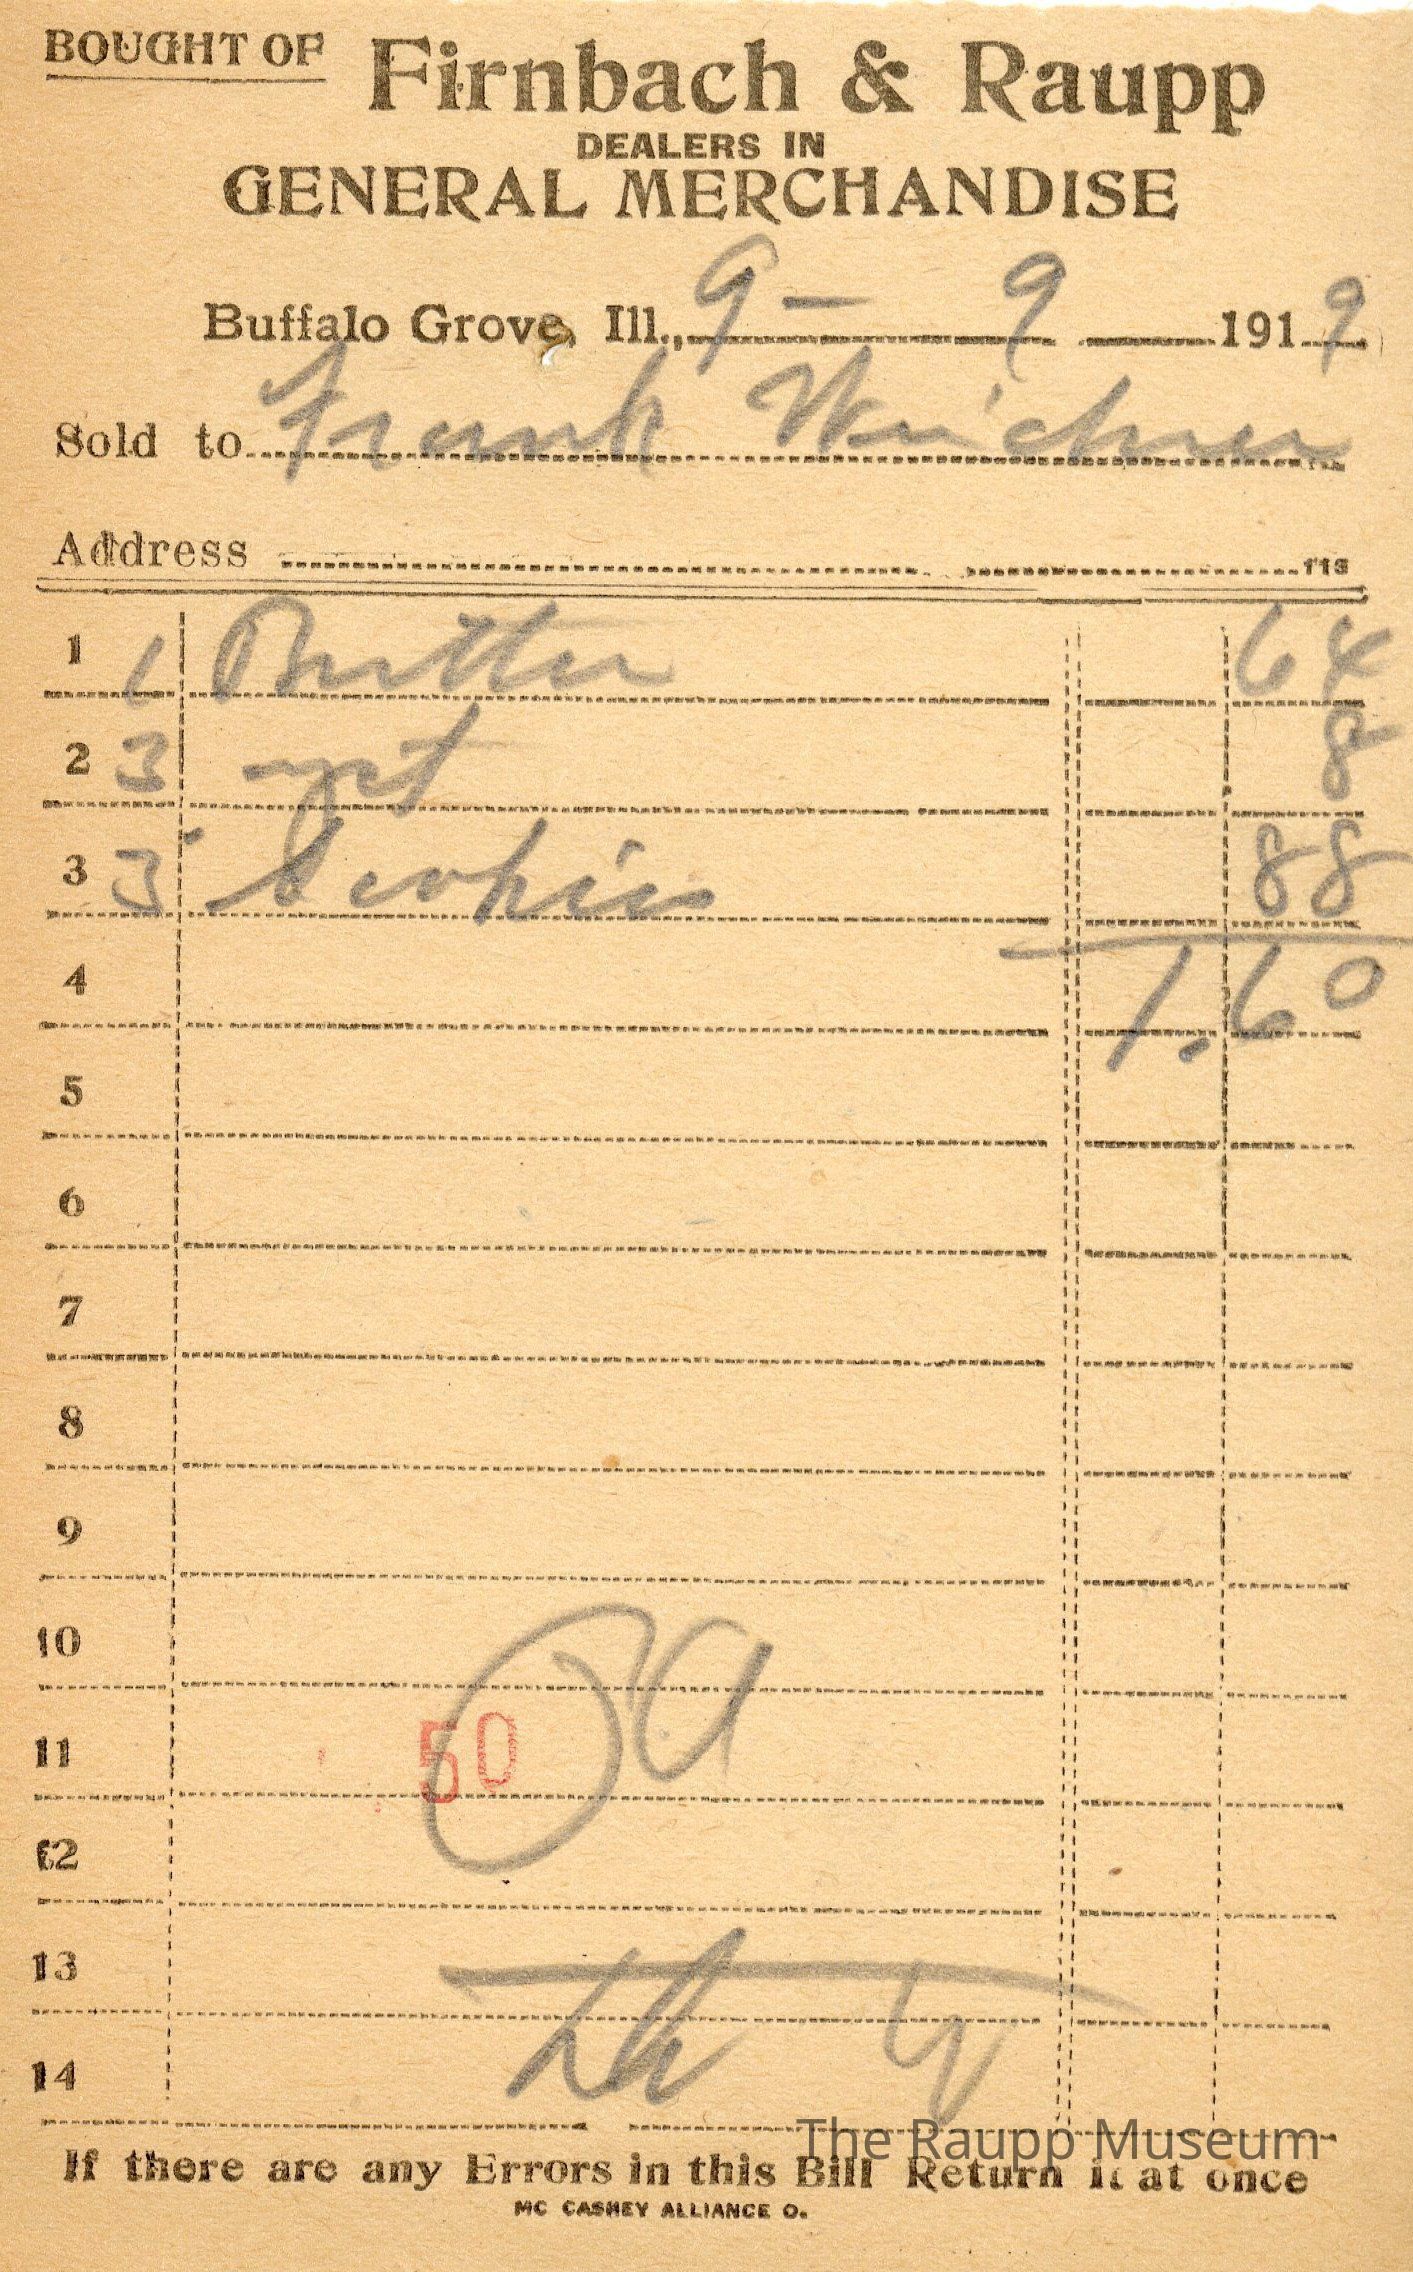 BOUGHT OF Firnbach & Raupp
DEALERS IN
GENERAL MERCHANDISE
Buffalo Grove, Ill., 9 - 9 1919
Sold to Frank
Address 113
1 1 Butter 64
2 3 yst 8
3 3 88
4 1.60
5
6
7
8
9
10
11 50
12
13
14
The Raupp Museum
If there are any Errors in this Bill Return it at once
MC CASKEY ALLIANCE O.